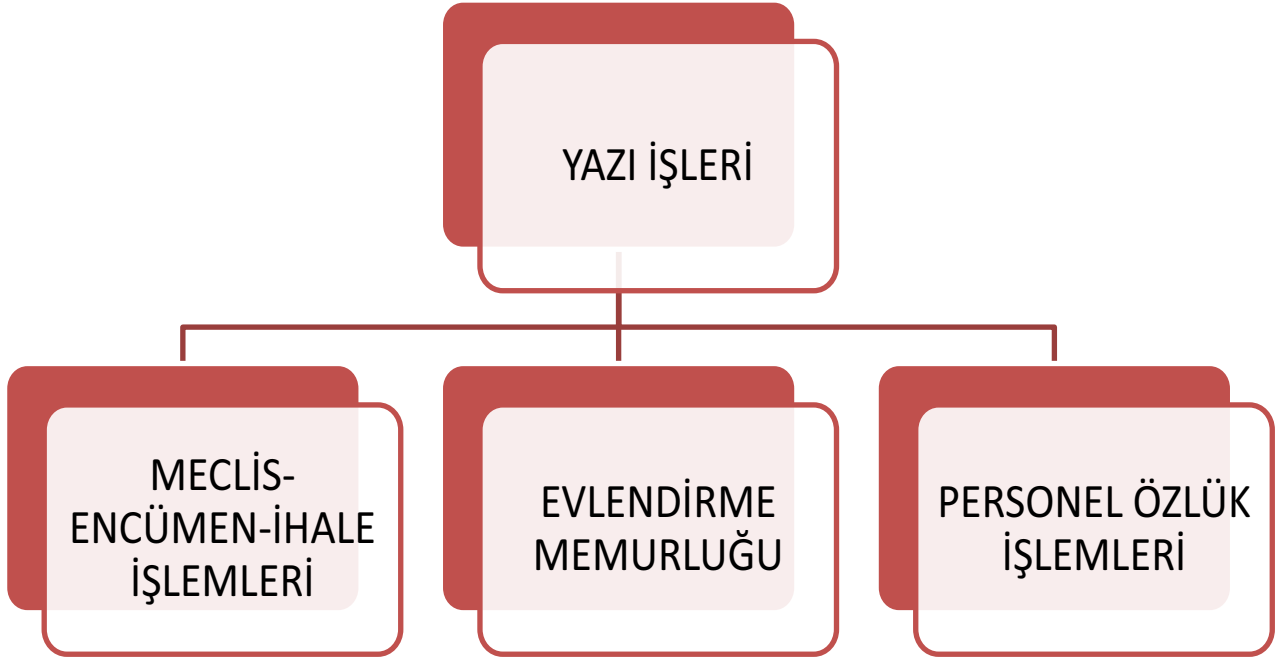 YAZI İŞLERİ
MECLİS-
ENCÜMEN-İHALE
İŞLEMLERİ
EVLENDİRME
MEMURLUĞU
PERSONEL ÖZLÜK
İŞLEMLERİ